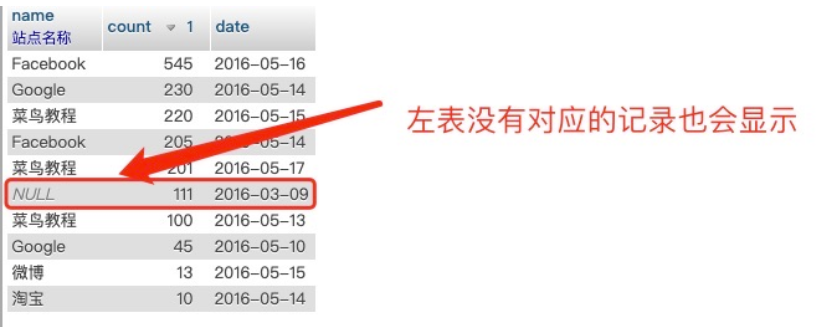 name
站点名称
count 1 date
Facebook 545 2016-05-16
Google 230 2016-05-14
菜鸟教程 220 2016-05-15
Facebook 205 2016-05-14
菜鸟教程 201 2016-05-17
NULL 111 2016-03-09
菜鸟教程 100 2016-05-13
Google 45 2016-05-10
微博 13 2016-05-15
淘宝 10 2016-05-14
左表没有对应的记录也会显示